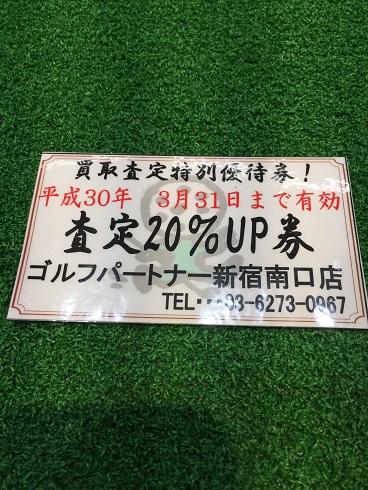 買取査定特別優待券！
平成30年 3月31日まで有効
査定20％UP券
ゴルフパートナー新宿南口店
TEL・・・03-6273-0967